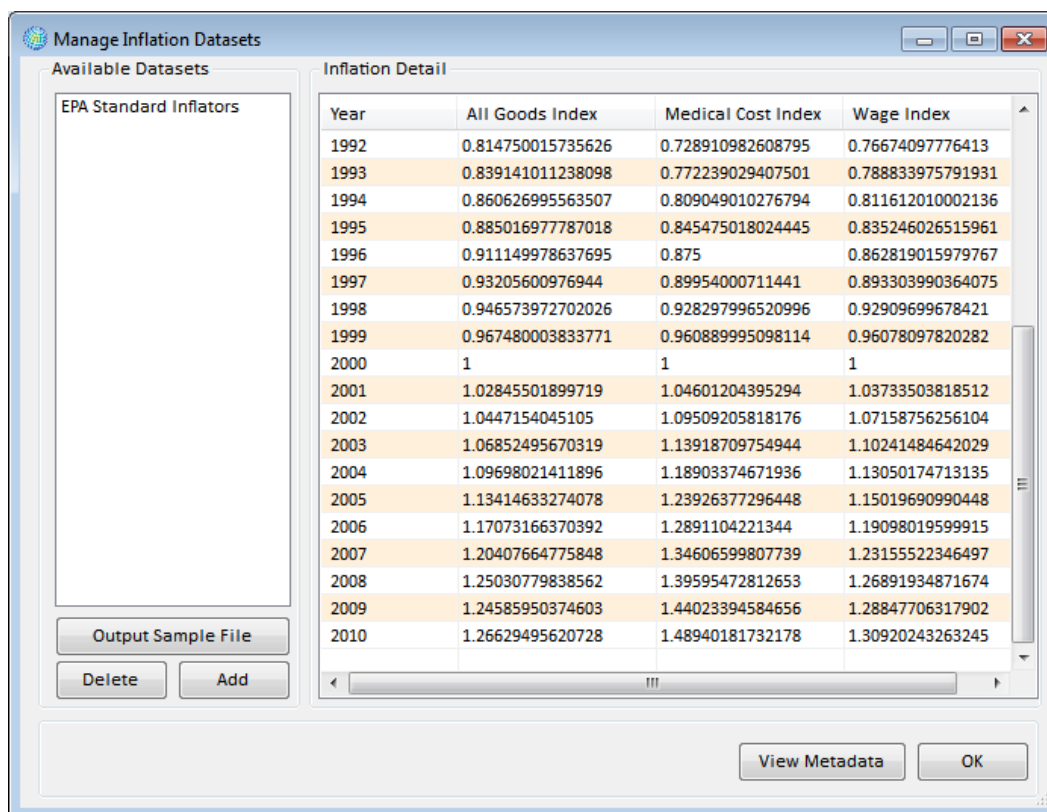 Manage Inflation Datasets
Available Datasets
EPA Standard Inflators
Output Sample File
Delete Add
Inflation Detail
Year All Goods Index Medical Cost Index Wage Index
1992 0.814750015735626 0.728910982608795 0.76674097776413
1993 0.839141011238098 0.772239029407501 0.788833975791931
1994 0.860626995563507 0.809049010276794 0.811612010002136
1995 0.885016977787018 0.845475018024445 0.835246026515961
1996 0.911149978637695 0.875 0.862819015979767
1997 0.93205600976944 0.89954000711441 0.893303990364075
1998 0.946573972702026 0.928297996520996 0.92909699678421
1999 0.967480003833771 0.960889995098114 0.96078097820282
2000 1 1 1
2001 1.02845501899719 1.04601204395294 1.03733503818512
2002 1.0447154045105 1.09509205818176 1.07158756256104
2003 1.06852495670319 1.13918709754944 1.10241484642029
2004 1.09698021411896 1.18903374671936 1.13050174713135
2005 1.13414633274078 1.23926377296448 1.15019690990448
2006 1.17073166370392 1.2891104221344 1.19098019599915
2007 1.20407664775848 1.34606599807739 1.23155522346497
2008 1.25030779838562 1.39595472812653 1.26891934871674
2009 1.24585950374603 1.44023394584656 1.28847706317902
2010 1.26629495620728 1.48940181732178 1.30920243263245
View Metadata OK